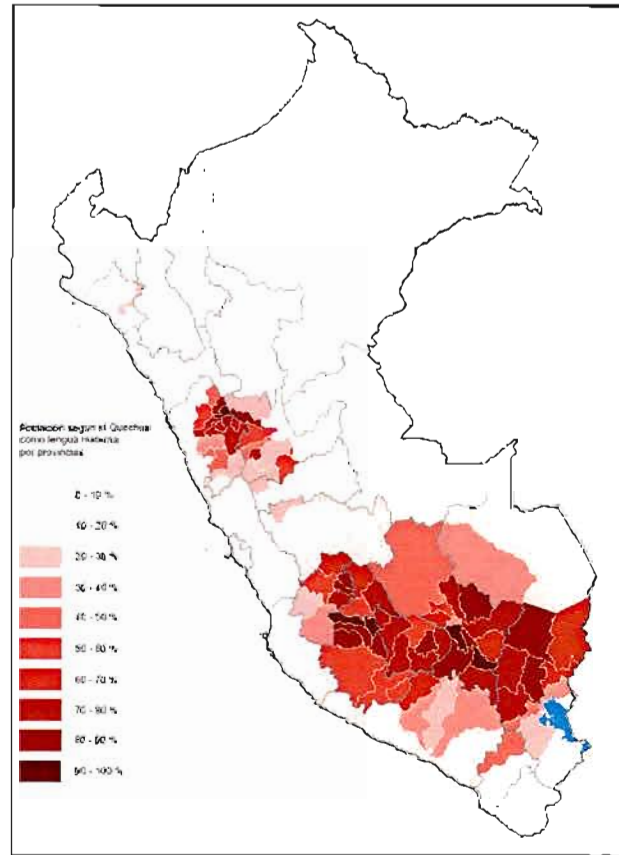 Población según el Quechua
como lengua materna
por provincias
0 - 10 %
10 - 20 %
20 - 30 %
30 - 40 %
40 - 50 %
50 - 60 %
60 - 70 %
70 - 80 %
80 - 90 %
90 - 100 %